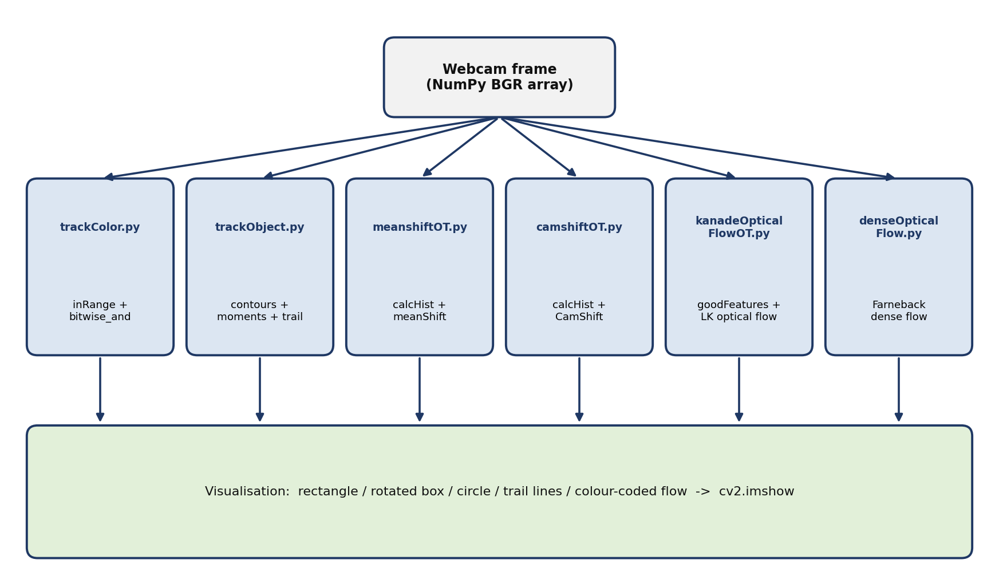 Webcam frame
(NumPy BGR array)
trackColor.py
inRange +
bitwise_and
trackObject.py
contours +
moments + trail
meanshiftOT.py
calcHist +
meanShift
camshiftOT.py
calcHist +
CamShift
kanadeOptical
FlowOT.py
goodFeatures +
LK optical flow
denseOptical
Flow.py
Farneback
dense flow
Visualisation:  rectangle / rotated box / circle / trail lines / colour-coded flow  ->  cv2.imshow